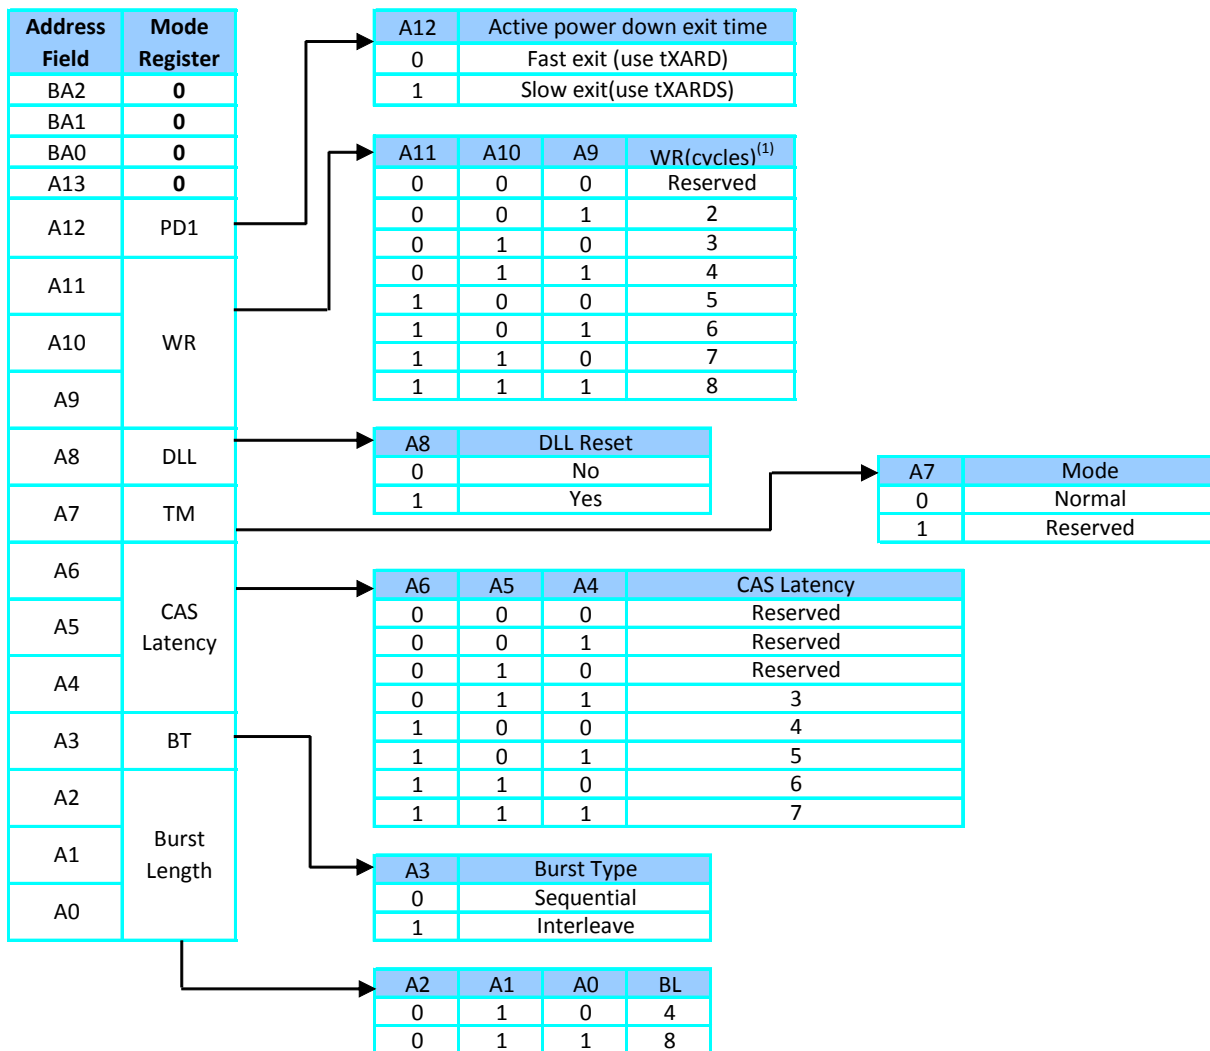 Address Field Mode Register
BA2 0
BA1 0
BA0 0
A13 0
A12 PD1
A11
A10 WR
A9
A8 DLL
A7 TM
A6
A5 CAS Latency
A4
A3 BT
A2
A1 Burst Length
A0
A12 Active power down exit time
0 Fast exit (use tXARD)
1 Slow exit(use tXARDS)
A11 A10 A9 WR(cycles)(1)
0 0 0 Reserved
0 0 1 2
0 1 0 3
0 1 1 4
1 0 0 5
1 0 1 6
1 1 0 7
1 1 1 8
A8 DLL Reset
0 No
1 Yes
A7 Mode
0 Normal
1 Reserved
A6 A5 A4 CAS Latency
0 0 0 Reserved
0 0 1 Reserved
0 1 0 Reserved
0 1 1 3
1 0 0 4
1 0 1 5
1 1 0 6
1 1 1 7
A3 Burst Type
0 Sequential
1 Interleave
A2 A1 A0 BL
0 1 0 4
0 1 1 8